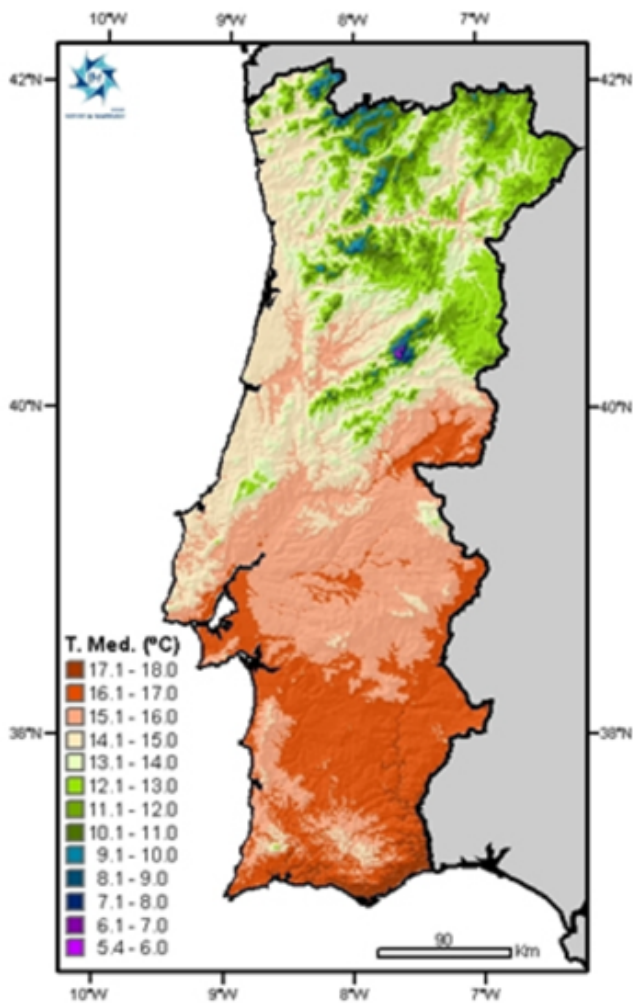 10°W 9°W 8°W 7°W
42°N 42°N
40°N 40°N
38°N 38°N
T. Med. (ºC)
17.1 - 18.0
16.1 - 17.0
15.1 - 16.0
14.1 - 15.0
13.1 - 14.0
12.1 - 13.0
11.1 - 12.0
10.1 - 11.0
9.1 - 10.0
8.1 - 9.0
7.1 - 8.0
6.1 - 7.0
5.4 - 6.0
90
Km
10°W 9°W 8°W 7°W